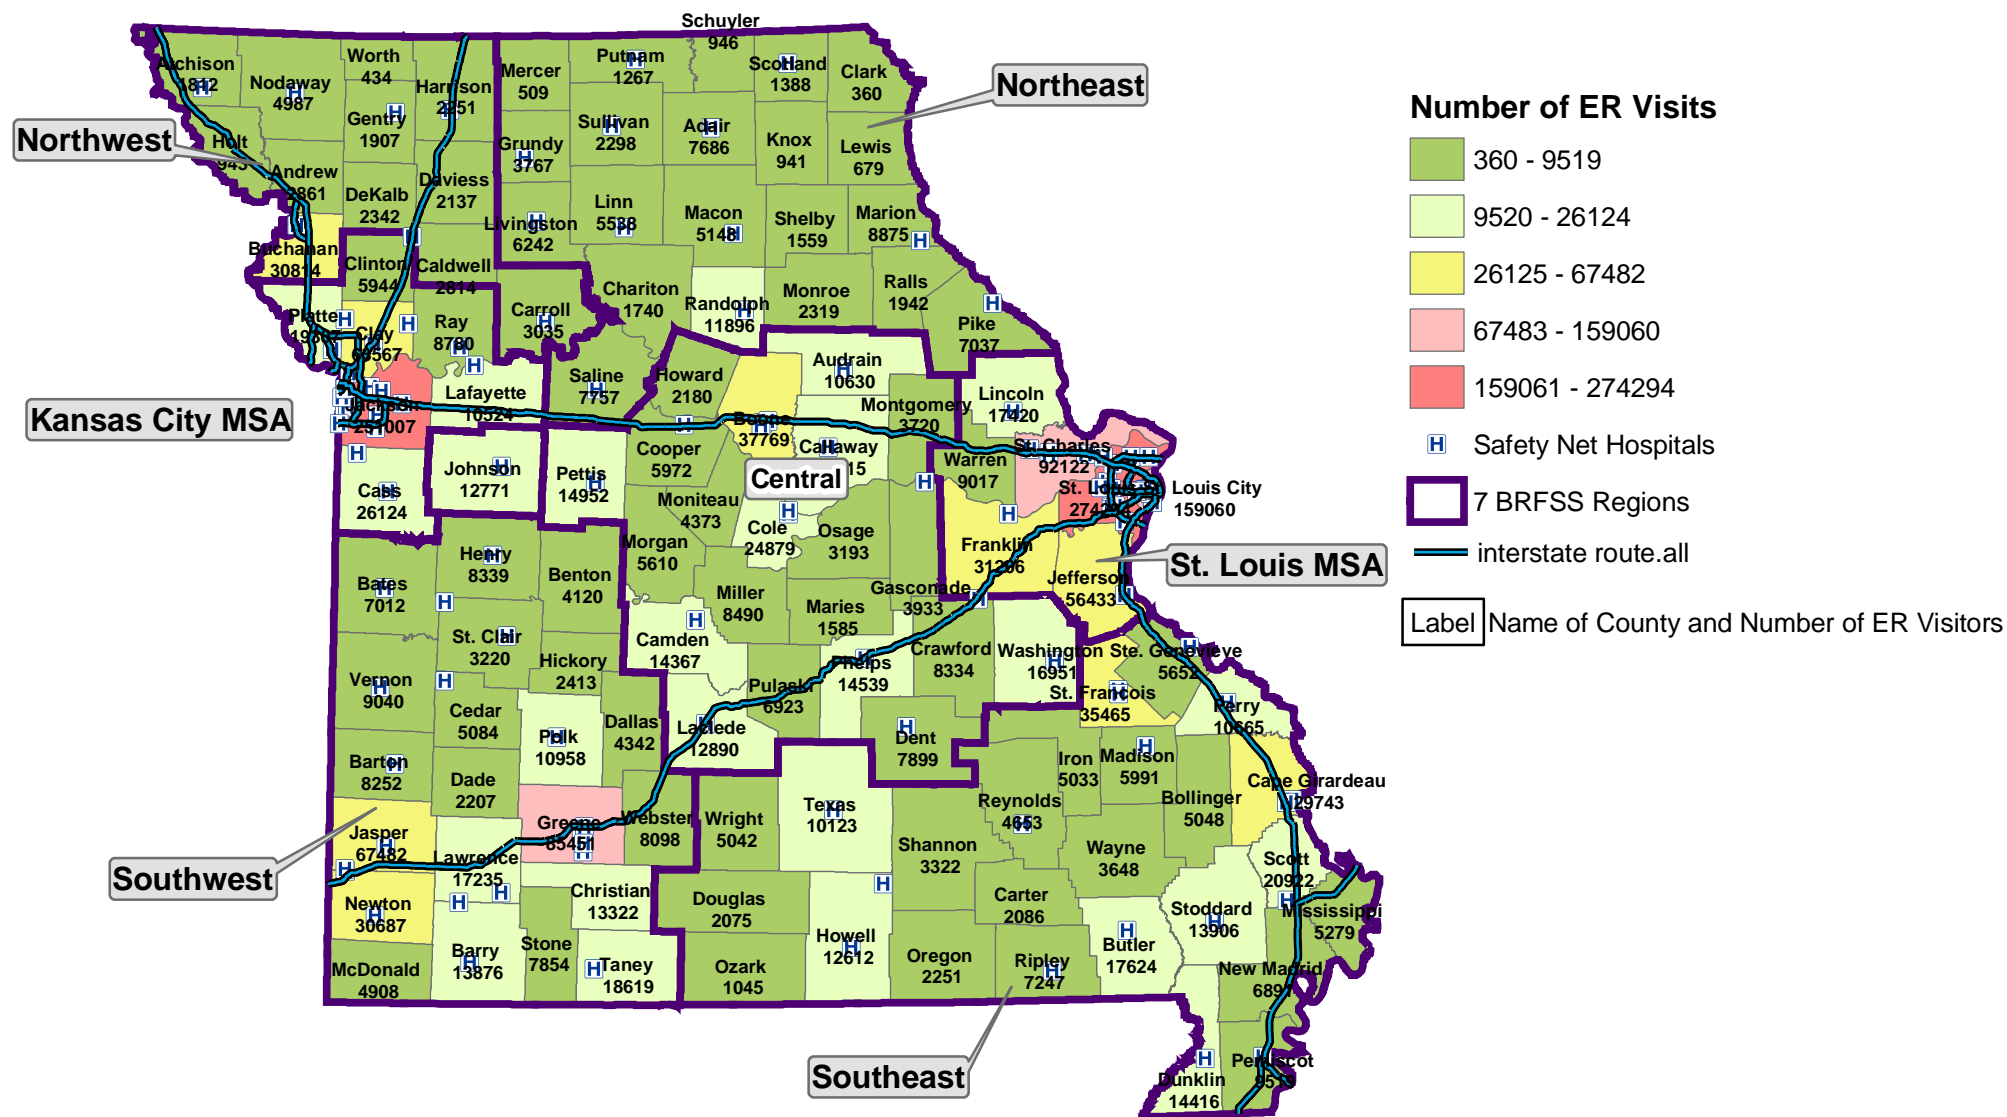 Schuyler
946
Atchison
1812
Nodaway
4987
Worth
434
Harrison
2251
Mercer
509
Putnam
1267
Scotland
1388
Clark
360
Northeast
Northwest
Holt
943
Gentry
1907
Grundy
3767
Sullivan
2298
Adair
7686
Knox
941
Lewis
679
Andrew
2861
DeKalb
2342
Daviess
2137
Livingston
6242
Linn
5538
Macon
5148
Shelby
1559
Marion
8875
Buchanan
30814
Clinton
5944
Caldwell
2814
Carroll
3035
Chariton
1740
Randolph
11896
Monroe
2319
Ralls
1942
Pike
7037
Platte
19367
Clay
Ray
8780
Kansas City MSA
Jackson
251007
Lafayette
10524
Saline
7757
Howard
2180
Boone
37769
Audrain
10630
Montgomery
3720
Lincoln
17420
Callaway
Cass
26124
Johnson
12771
Pettis
14952
Cooper
5972
Central
Warren
9017
St. Charles
92122
St. Louis
St. Louis City
159060
Moniteau
4373
Cole
24879
Osage
3193
Morgan
5610
Franklin
31206
St. Louis MSA
Jefferson
56433
Bates
7012
Henry
8339
Benton
4120
Miller
8490
Maries
1585
Gasconade
3933
St. Clair
3220
Hickory
2413
Camden
14367
Phelps
14539
Crawford
8334
Washington
16951
Ste. Genevieve
5652
St. Francois
35465
Perry
10665
Vernon
9040
Cedar
5084
Polk
10958
Dallas
4342
Laclede
12890
Pulaski
6923
Dent
7899
Iron
5033
Madison
5991
Barton
8252
Dade
2207
Greene
85451
Webster
8098
Wright
5042
Texas
10123
Reynolds
4653
Bollinger
5048
Cape Girardeau
29743
Jasper
67482
Lawrence
17235
Shannon
3322
Wayne
3648
Scott
20922
Southwest
Newton
30687
Christian
13322
Douglas
2075
Carter
2086
Stoddard
13906
Mississippi
5279
McDonald
4908
Barry
13876
Stone
7854
Taney
18619
Ozark
1045
Howell
12612
Oregon
2251
Ripley
7247
Butler
17624
New Madrid
Southeast
Dunklin
14416
Pemiscot
9519
Number of ER Visits
360 - 9519
9520 - 26124
26125 - 67482
67483 - 159060
159061 - 274294
H Safety Net Hospitals
7 BRFSS Regions
interstate route.all
Label Name of County and Number of ER Visitors